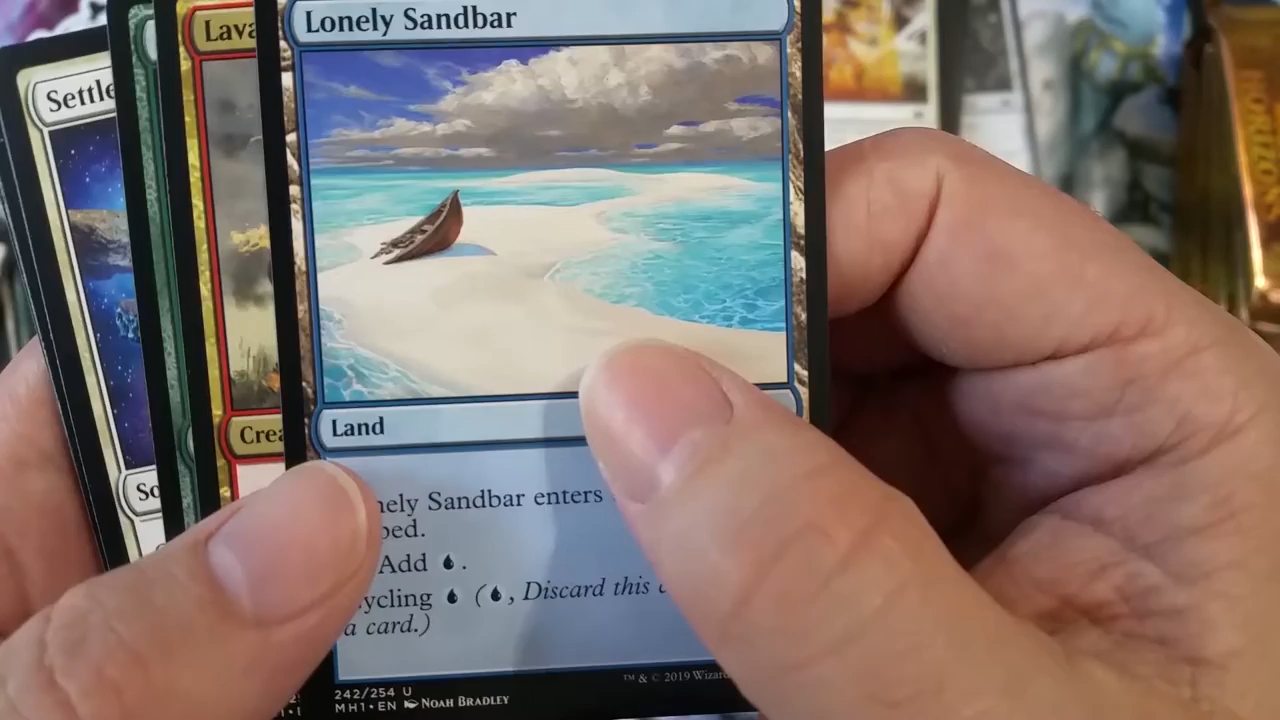 Lonely Sandbar
Settle
Lava
HORIZONS
Land
Crea
So
nely Sandbar enters
ped.
Add
ycling (, Discard this c
a card.)
242/254 U
MH1 • EN NOAH BRADLEY
™ & © 2019 Wizard